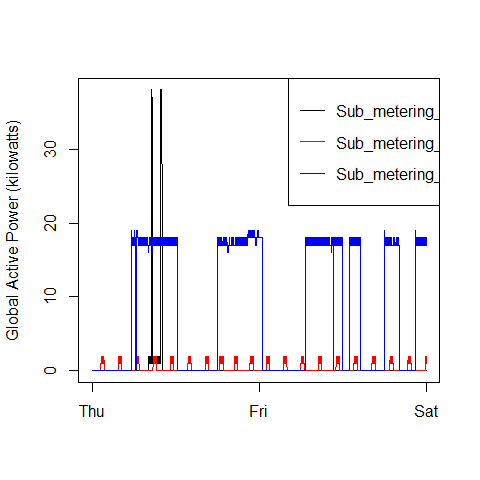 Global Active Power (kilowatts)
30
20
10
0
Thu
Fri
Sat
Sub_metering_
Sub_metering_
Sub_metering_